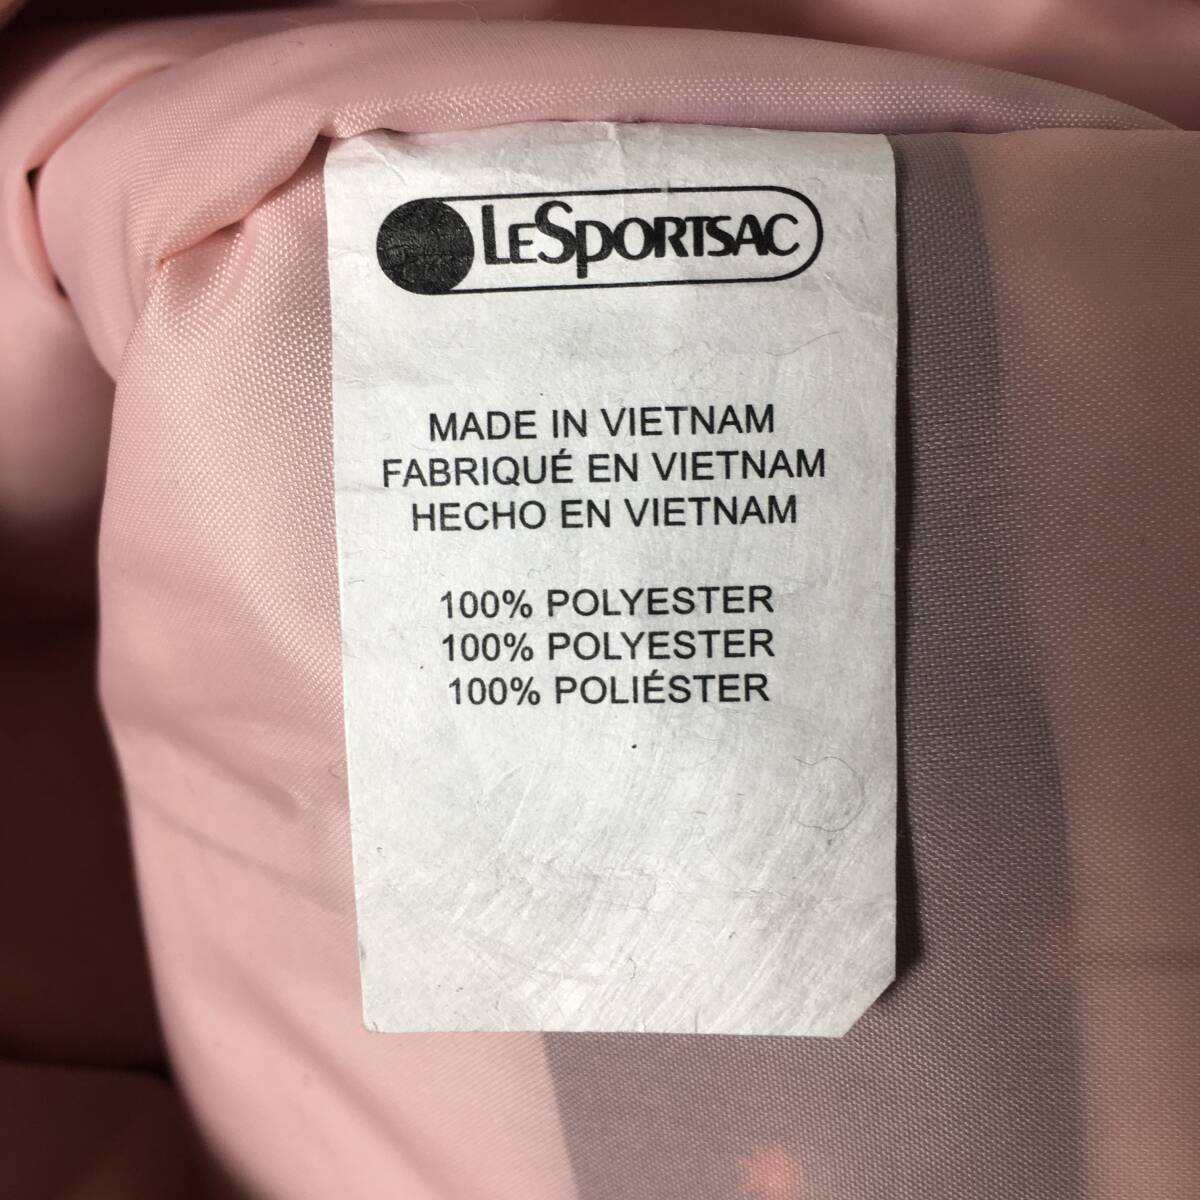 LESPORTSAC
MADE IN VIETNAM
FABRIQUÉ EN VIETNAM
HECHO EN VIETNAM
100% POLYESTER
100% POLYESTER
100% POLIÉSTER